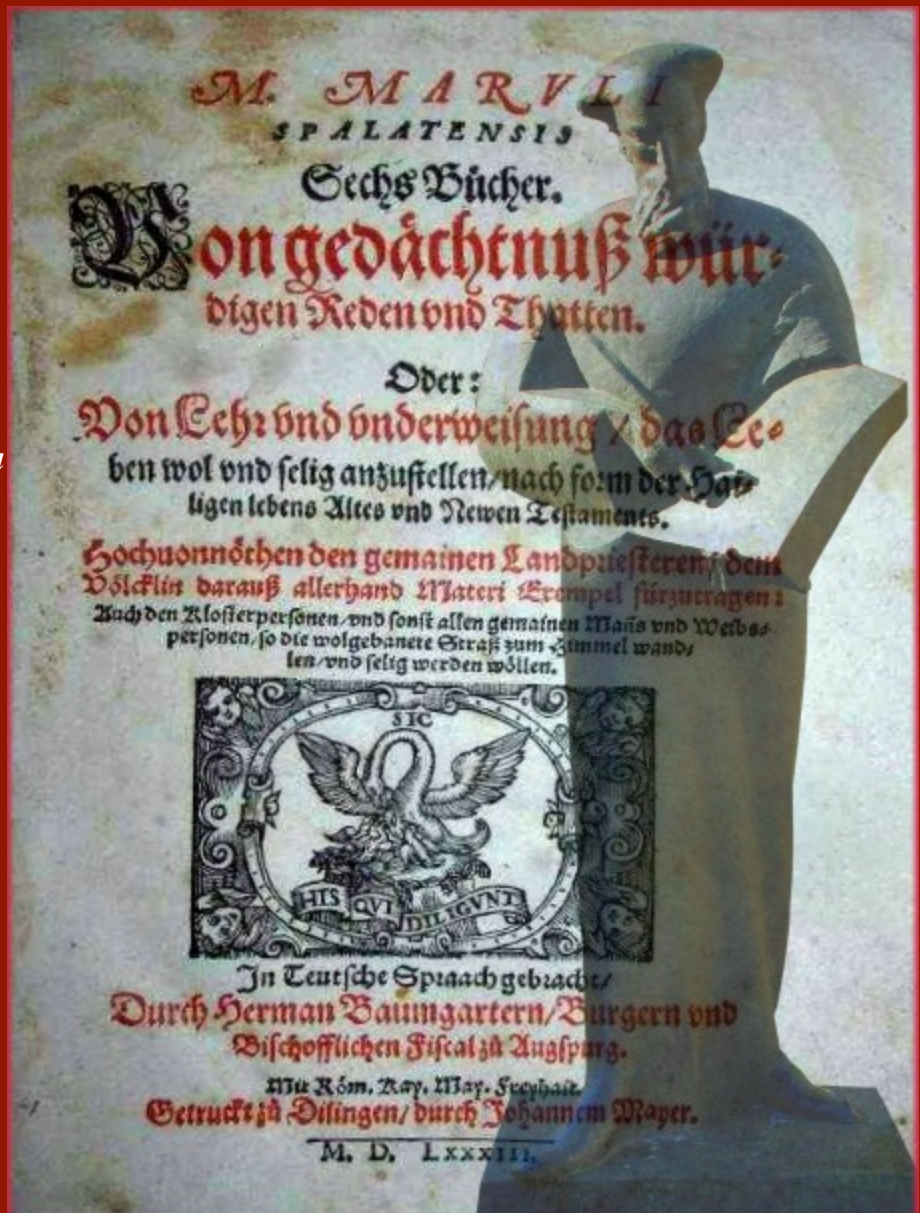 M. MARVLI
SPALATENSIS
Sechs Bücher.
Von gedächtnuß wür-
digen Reden vnd Thatten.
Oder:
Von Lehr vnd vnderweisung / das Le-
ben wol vnd selig anzustellen / nach form der Hai-
ligen lebens Altes vnd Newen Testaments.
Hochuonnöthen den gemainen Landpriesteren / dem
Völcklin darauß allerhand Materi Exempel fürzutragen:
Auch den Klosterpersonen / vnd sonst allen gemainen Mañs vnd Weibs-
personen / so die wolgebanete Straß zum Himmel wand-
len / vnd selig werden wöllen.
SIC
HIS QVI DILIGVNT
In Teutsche Spraach gebracht /
Durch Herman Baumgartern / Burgern vnd
Bischofflichen Fiscal zů Augspurg.
Mit Röm. Kay. May. Freyhait.
Getruckt zů Dilingen / durch Johannem Mayer.
M. D. LXXXIII.